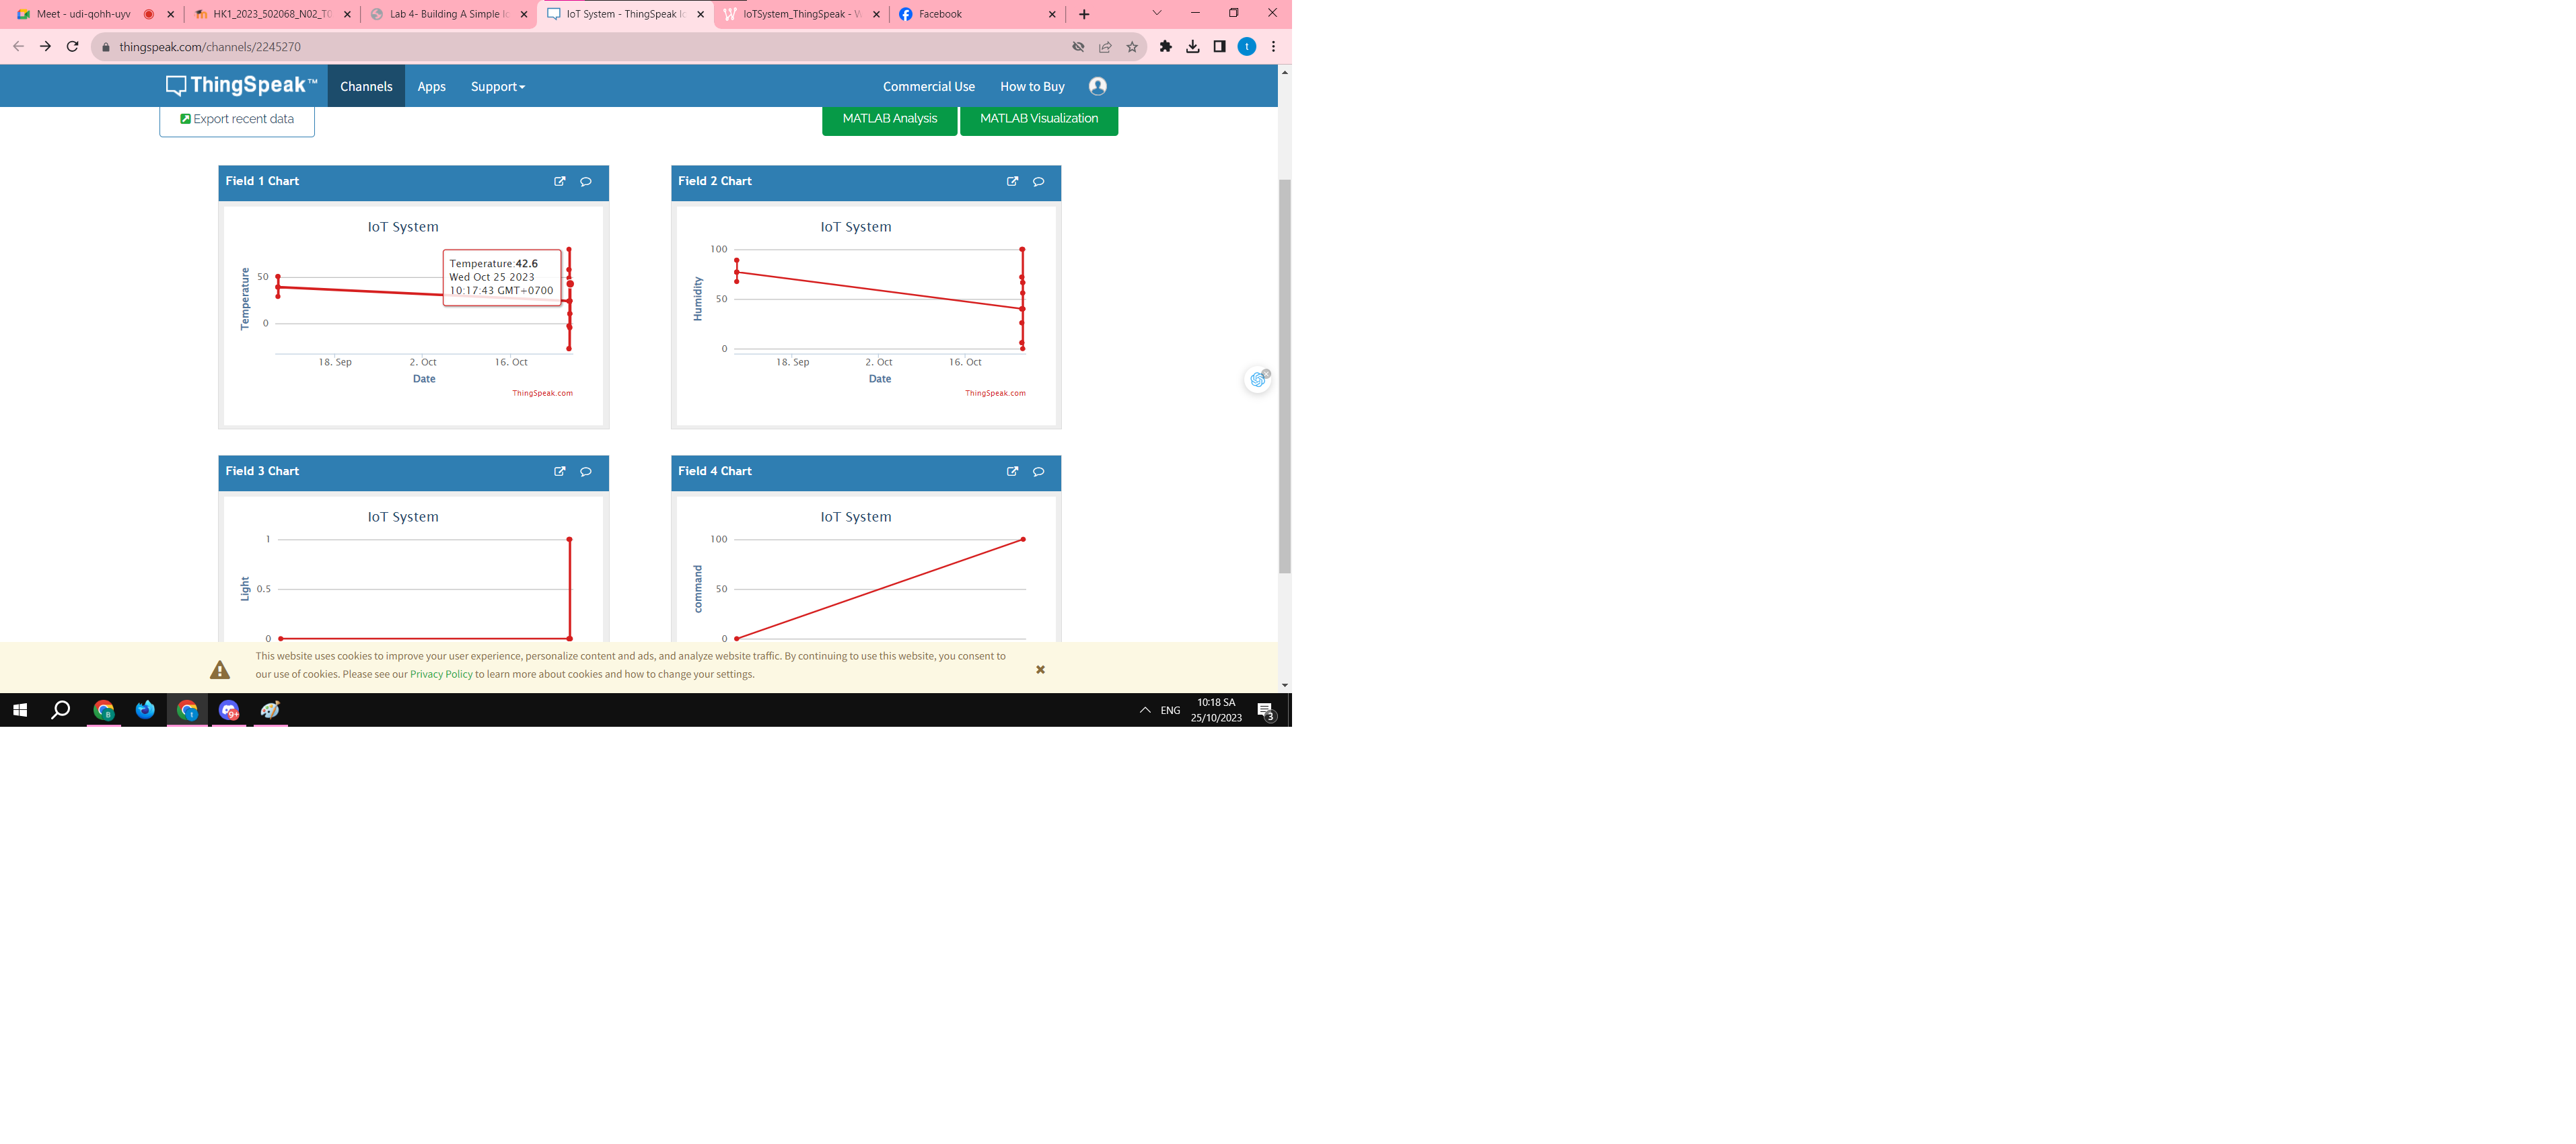 Meet - udi-qohh-uyv
HK1_2023_502068_N02_T0
Lab 4- Building A Simple Io
IoT System - ThingSpeak Io
IoTSystem_ThingSpeak - W
Facebook
thingspeak.com/channels/2245270
t
ThingSpeak™
Channels
Apps
Support
Commercial Use
How to Buy
Export recent data
MATLAB Analysis
MATLAB Visualization
Field 1 Chart
IoT System
Temperature
50
0
Temperature:42.6
Wed Oct 25 2023
10:17:43 GMT+0700
18. Sep
2. Oct
16. Oct
Date
ThingSpeak.com
Field 2 Chart
IoT System
Humidity
100
50
0
18. Sep
2. Oct
16. Oct
Date
ThingSpeak.com
Field 3 Chart
IoT System
Light
1
0.5
0
Field 4 Chart
IoT System
command
100
50
0
This website uses cookies to improve your user experience, personalize content and ads, and analyze website traffic. By continuing to use this website, you consent to
our use of cookies. Please see our Privacy Policy to learn more about cookies and how to change your settings.
B
t
9+
ENG
10:18 SA
25/10/2023
3